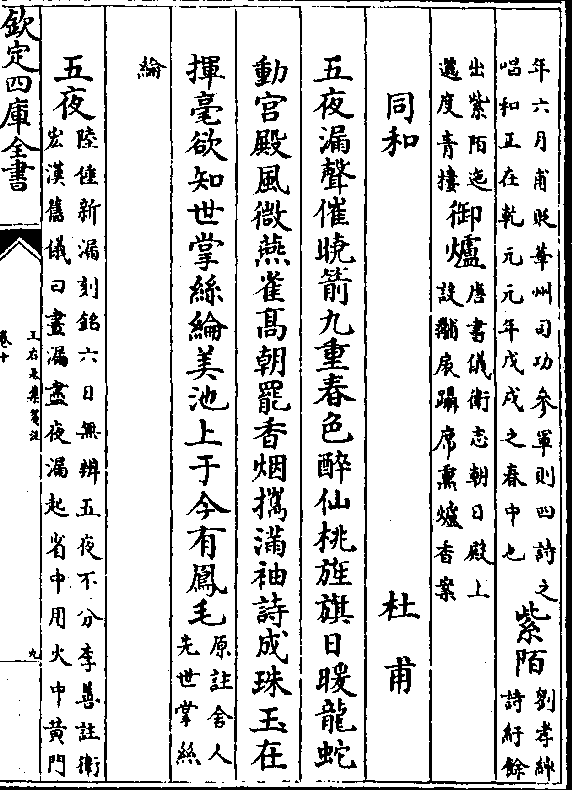 年六月甫貶華州司功參軍則四詩之
唱和正在乾元元年戊戌之春中也
紫陌
劉孝綽
詩紆餘
出紫陌迤
邐度青樓
御爐
唐書儀衛志朝日殿上
設黼扆躡席熏爐香案
同和　杜甫
五夜漏聲催曉箭九重春色醉仙桃旌旗日暖龍蛇
動宮殿風微燕雀高朝罷香烟攜滿袖詩成珠玉在
揮毫欲知世掌絲綸美池上于今有鳳毛
原註舍人
先世掌絲
綸
五夜
陸倕新漏刻銘六日無辨五夜不分李善註衛
宏漢舊儀曰晝漏盡夜漏起省中用火中黄門
欽定四庫全書
王右丞集箋注
卷十
九